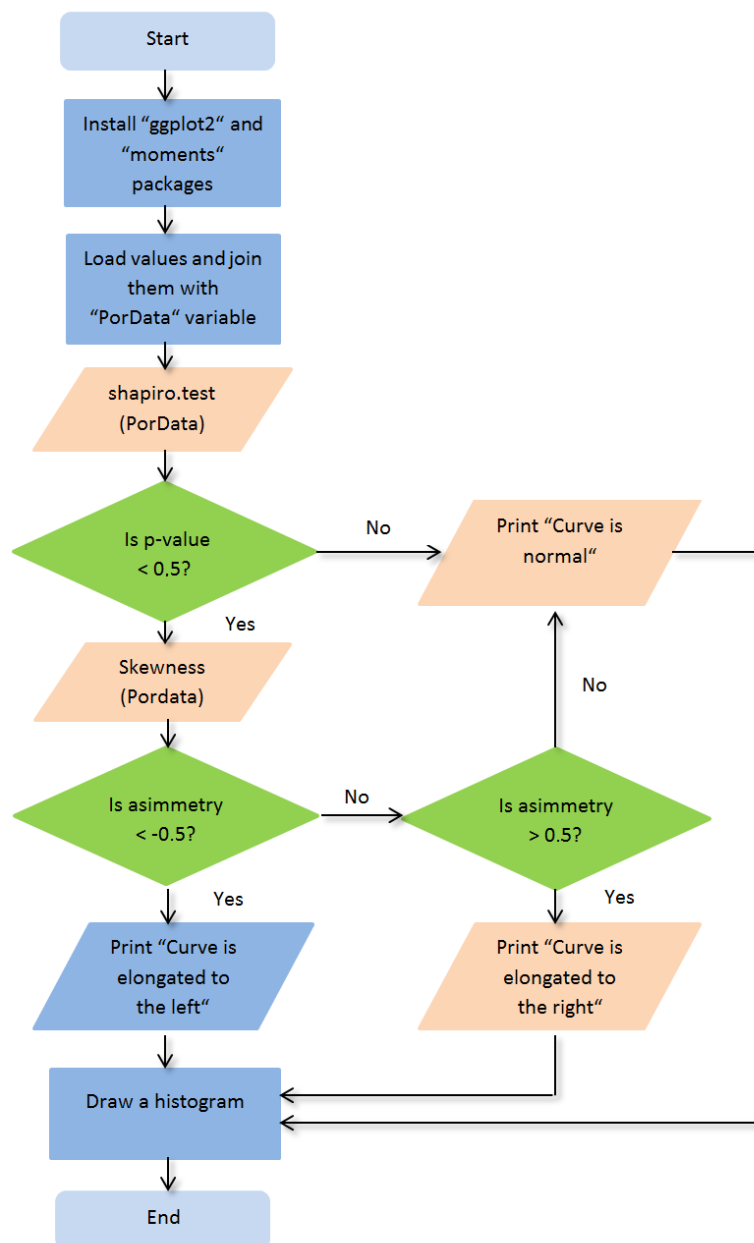 Start
Install “ggplot2“ and
“moments“
packages
Load values and join
them with
“PorData“ variable
shapiro.test
(PorData)
Is p-value
< 0,5?
No
Print “Curve is
normal“
Yes
Skewness
(Pordata)
No
Is asimmetry
< -0.5?
No
Is asimmetry
> 0.5?
Yes
Yes
Print “Curve is
elongated to
the left“
Print “Curve is
elongated to
the right“
Draw a histogram
End